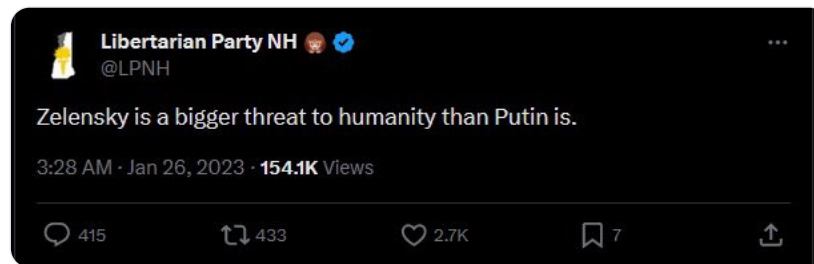 Libertarian Party NH
@LPNH
Zelensky is a bigger threat to humanity than Putin is.
3:28 AM · Jan 26, 2023 · 154.1K Views
415 433 2.7K 7